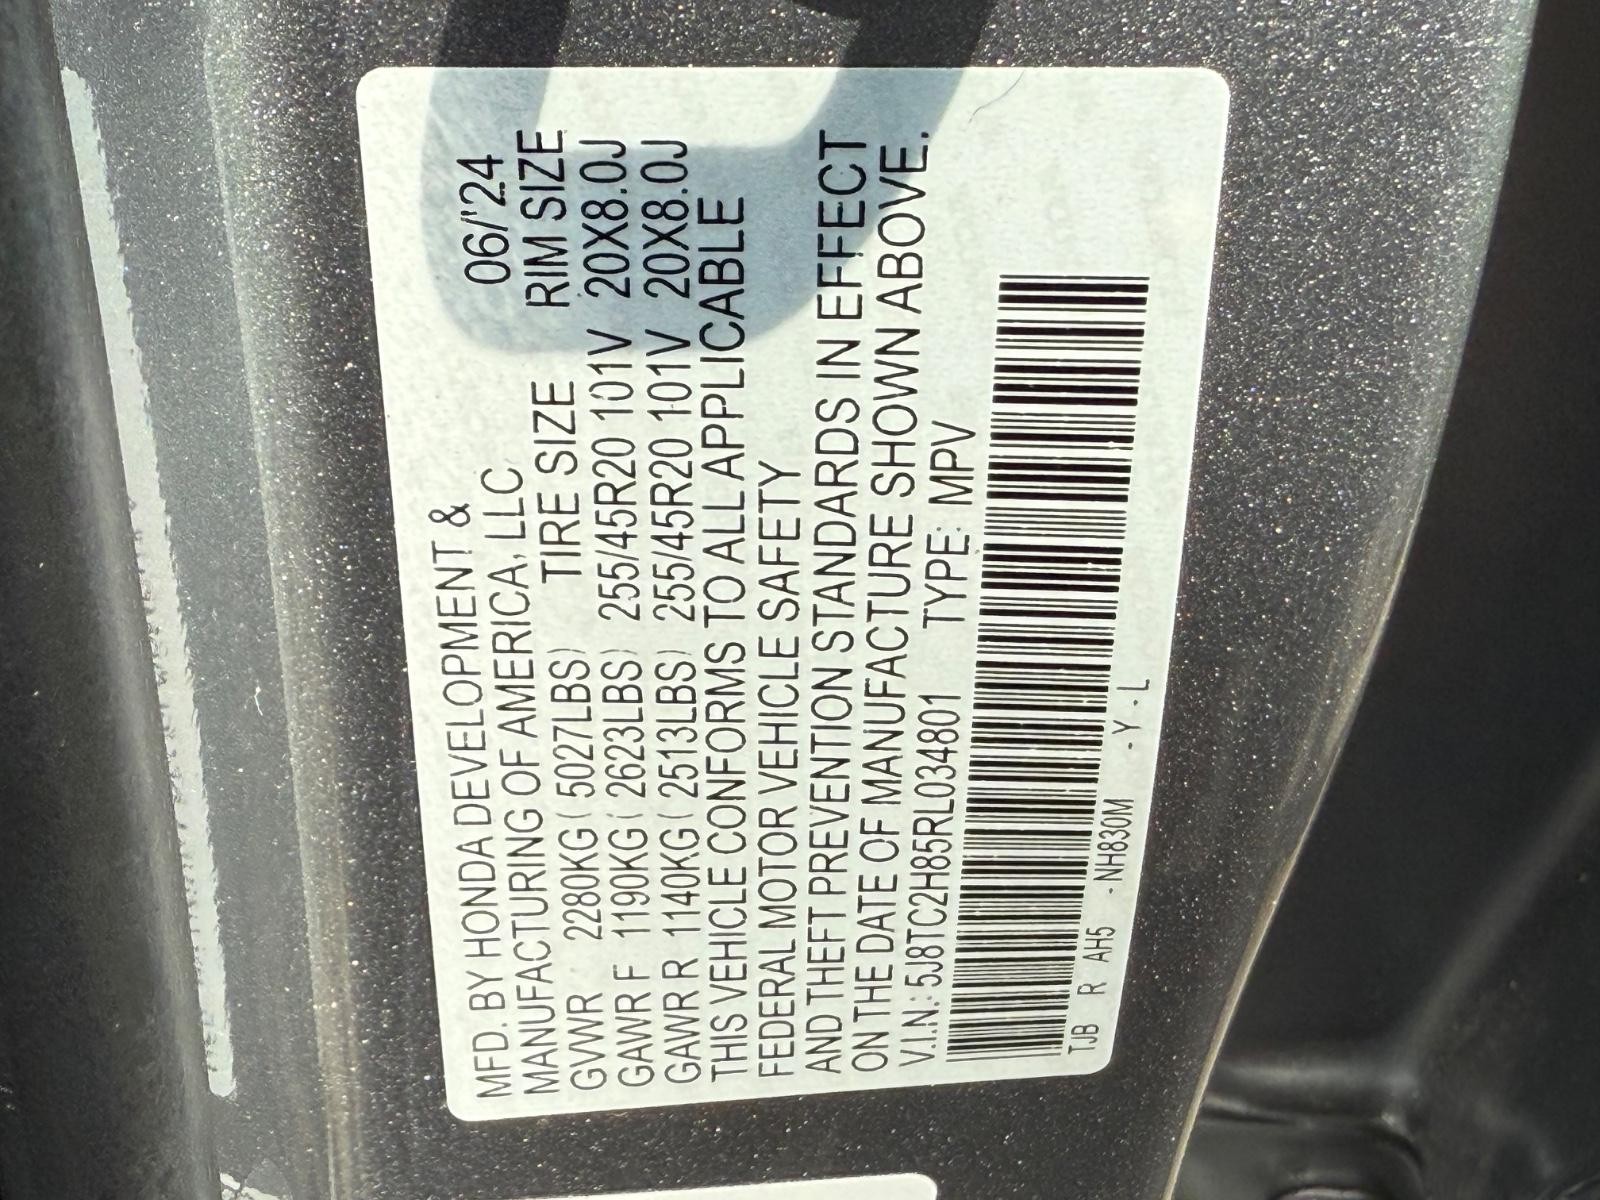 MFD. BY HONDA DEVELOPMENT &
MANUFACTURING OF AMERICA, LLC 06/'24
GVWR 2280KG ( 5027LBS) TIRE SIZE RIM SIZE
GAWR F 1190KG ( 2623LBS) 255/45R20 101V 20X8.0J
GAWR R 1140KG ( 2513LBS) 255/45R20 101V 20X8.0J
THIS VEHICLE CONFORMS TO ALL APPLICABLE
FEDERAL MOTOR VEHICLE SAFETY
AND THEFT PREVENTION STANDARDS IN EFFECT
ON THE DATE OF MANUFACTURE SHOWN ABOVE.
V.I.N.: 5J8TC2H85RL034801 TYPE: MPV
TJB R AH5 -NH830M -Y -L